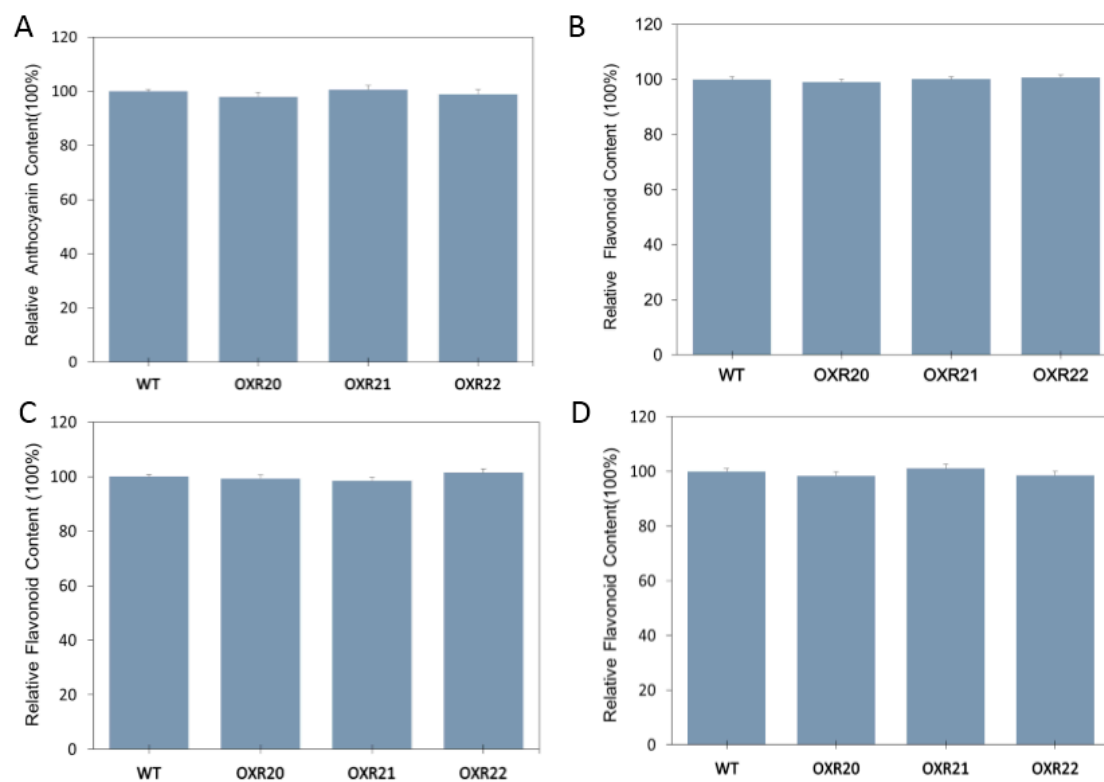 A
Relative Anthocyanin Content(100%)
120
100
80
60
40
20
0
WT OXR20 OXR21 OXR22
B
Relative Flavonoid Content (100%)
120
100
80
60
40
20
0
WT OXR20 OXR21 OXR22
C
Relative Flavonoid Content (100%)
120
100
80
60
40
20
0
WT OXR20 OXR21 OXR22
D
Relative Flavonoid Content(100%)
120
100
80
60
40
20
0
WT OXR20 OXR21 OXR22